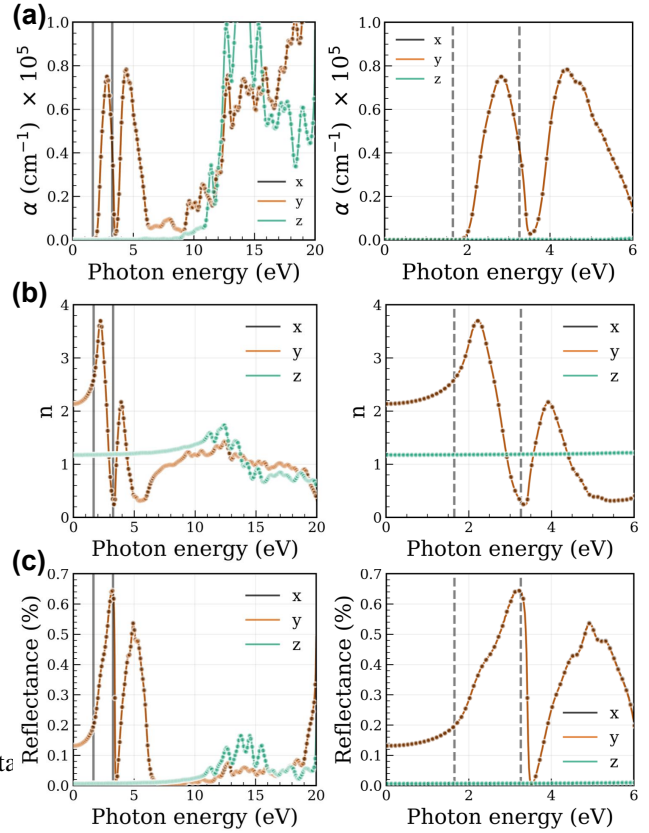 (a)
α (cm⁻¹) × 10⁵
1.0
0.8
0.6
0.4
0.2
0.0
0 5 10 15 20
Photon energy (eV)
x
y
z
α (cm⁻¹) × 10⁵
1.0
0.8
0.6
0.4
0.2
0.0
0 2 4 6
Photon energy (eV)
x
y
z
(b)
n
4
3
2
1
0
0 5 10 15 20
Photon energy (eV)
x
y
z
n
4
3
2
1
0
0 2 4 6
Photon energy (eV)
x
y
z
(c)
Reflectance (%)
0.7
0.6
0.5
0.4
0.3
0.2
0.1
0.0
0 5 10 15 20
Photon energy (eV)
x
y
z
Reflectance (%)
0.7
0.6
0.5
0.4
0.3
0.2
0.1
0.0
0 2 4 6
Photon energy (eV)
x
y
z